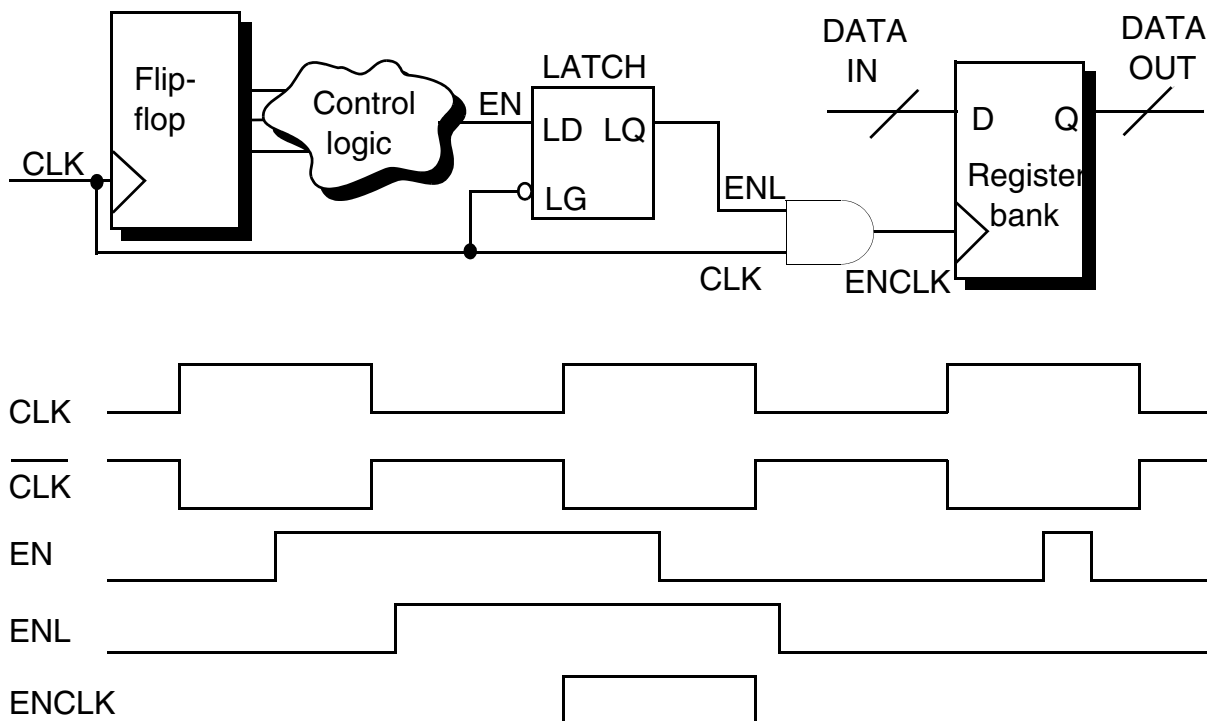 Flip-
flop
CLK
Control
logic
EN
LATCH
LD LQ
LG
ENL
CLK
ENCLK
DATA
IN
D Q
Register
bank
DATA
OUT
CLK
CLK
EN
ENL
ENCLK